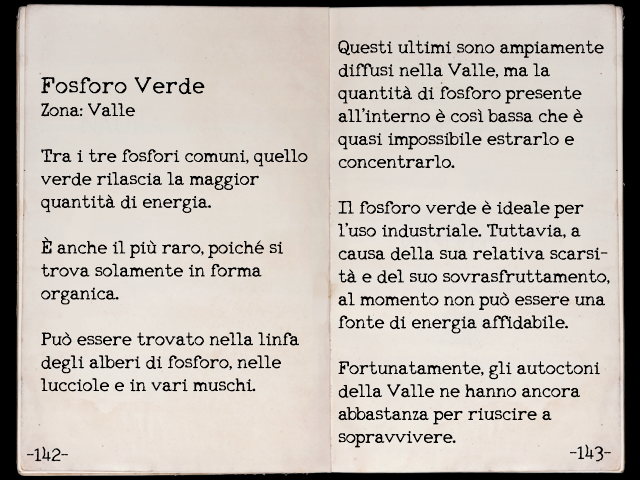 Fosforo Verde
Zona: Valle
Tra i tre fosfori comuni, quello
verde rilascia la maggior
quantità di energia.
È anche il più raro, poiché si
trova solamente in forma
organica.
Può essere trovato nella linfa
degli alberi di fosforo, nelle
lucciole e in vari muschi.
-142-
Questi ultimi sono ampiamente
diffusi nella Valle, ma la
quantità di fosforo presente
all'interno è così bassa che è
quasi impossibile estrarlo e
concentrarlo.
Il fosforo verde è ideale per
l'uso industriale. Tuttavia, a
causa della sua relativa scarsi-
tà e del suo sovrasfruttamento,
al momento non può essere una
fonte di energia affidabile.
Fortunatamente, gli autoctoni
della Valle ne hanno ancora
abbastanza per riuscire a
sopravvivere.
-143-